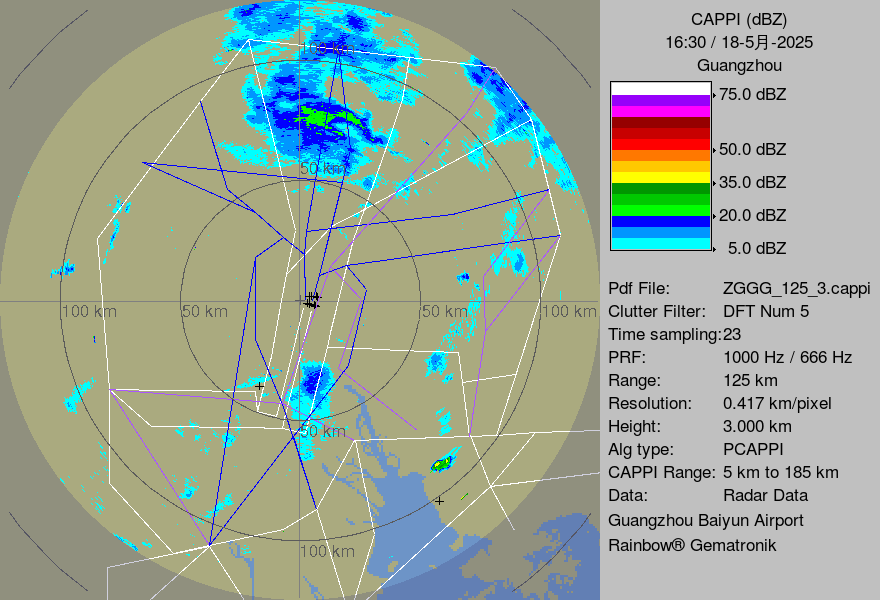 100 km
50 km
100 km
50 km
50 km
100 km
50 km
100 km
CAPPI (dBZ)
16:30 / 18-5月-2025
Guangzhou
75.0 dBZ
50.0 dBZ
35.0 dBZ
20.0 dBZ
5.0 dBZ
Pdf File: ZGGG_125_3.cappi
Clutter Filter: DFT Num 5
Time sampling:23
PRF: 1000 Hz / 666 Hz
Range: 125 km
Resolution: 0.417 km/pixel
Height: 3.000 km
Alg type: PCAPPI
CAPPI Range: 5 km to 185 km
Data: Radar Data
Guangzhou Baiyun Airport
Rainbow® Gematronik